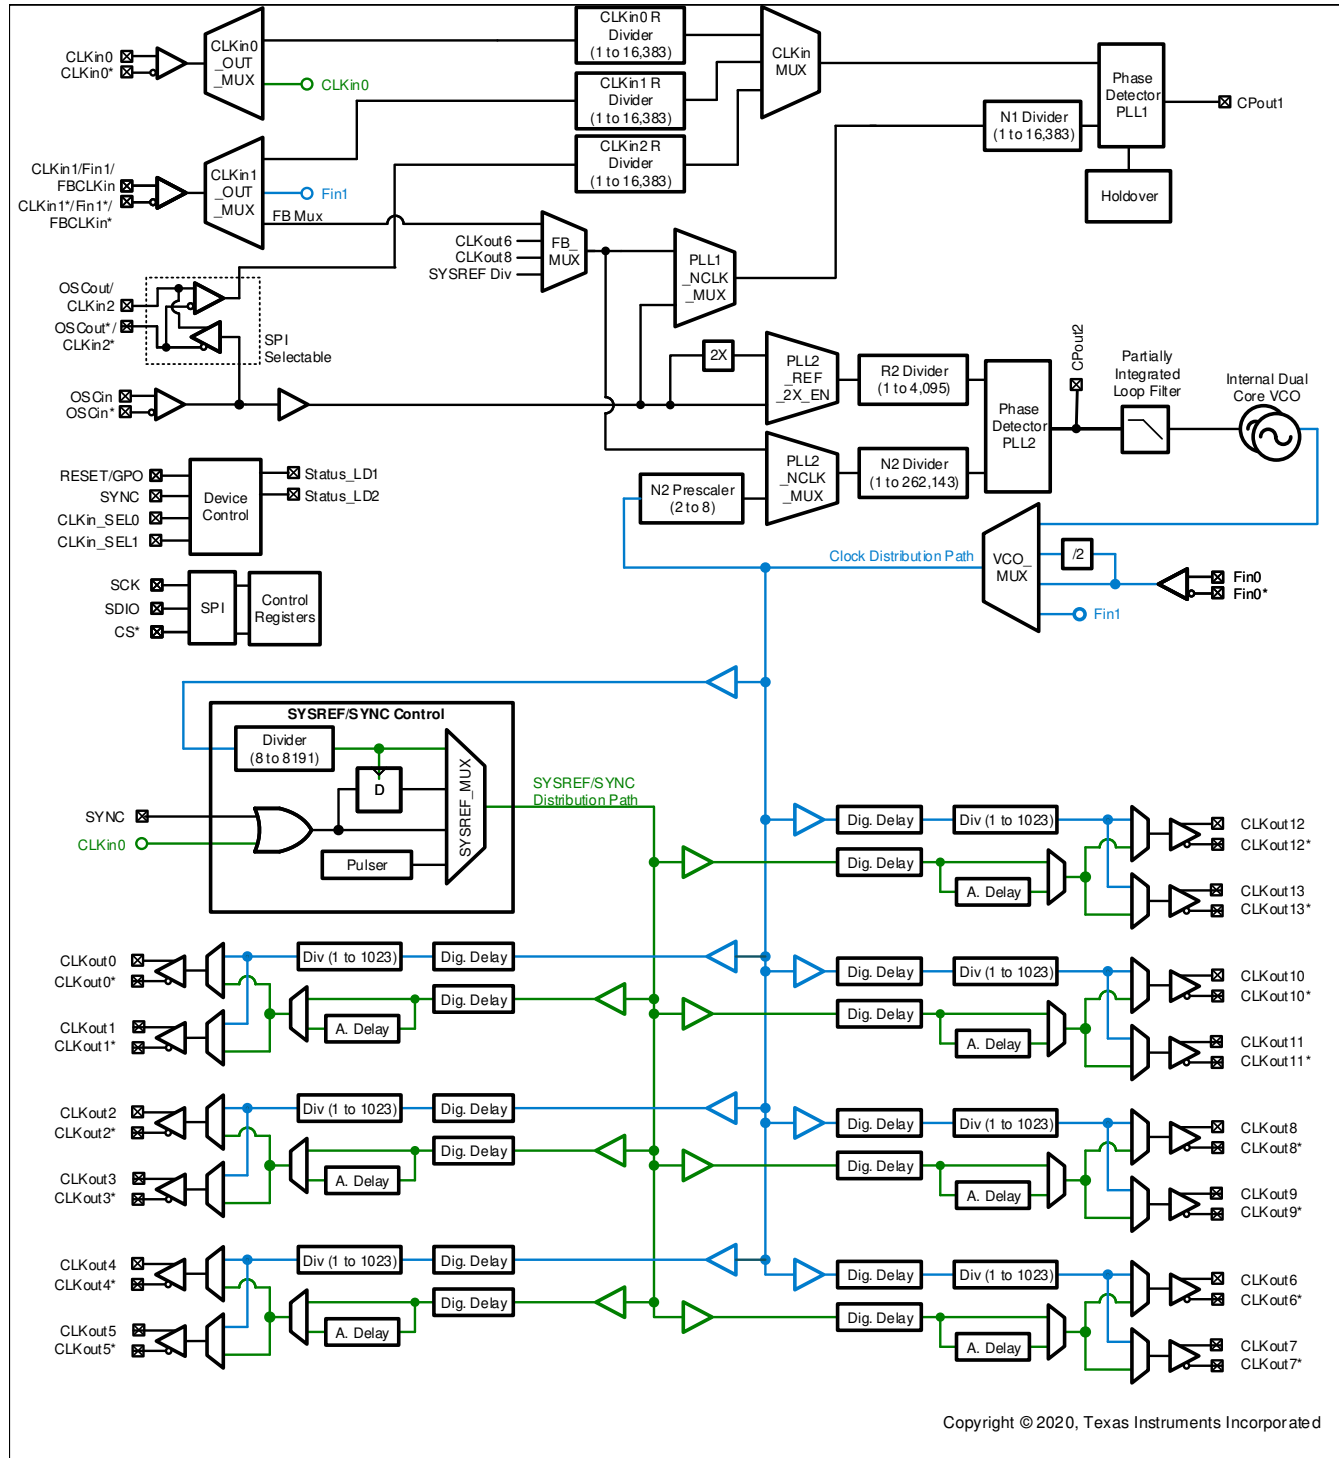 CLKin0
CLKin0*
CLKin0
_OUT
_MUX
CLKin0
CLKin0 R
Divider
(1 to 16,383)
CLKin1 R
Divider
(1 to 16,383)
CLKin2 R
Divider
(1 to 16,383)
CLKin
MUX
N1 Divider
(1 to 16,383)
Phase
Detector
PLL1
CPout1
Holdover
CLKin1/Fin1/
FBCLKin
CLKin1*/Fin1*/
FBCLKin*
CLKin1
_OUT
_MUX
Fin1
FB Mux
CLKout6
CLKout8
SYSREF Div
FB_
MUX
PLL1
_NCLK
_MUX
OSCout/
CLKin2
OSCout*/
CLKin2*
SPI
Selectable
OSCin
OSCin*
2X
PLL2
_REF
_2X_EN
R2 Divider
(1 to 4,095)
Phase
Detector
PLL2
CPout2
Partially
Integrated
Loop Filter
Internal Dual
Core VCO
RESET/GPO
SYNC
CLKin_SEL0
CLKin_SEL1
Device
Control
Status_LD1
Status_LD2
N2 Prescaler
(2 to 8)
PLL2
_NCLK
_MUX
N2 Divider
(1 to 262,143)
Clock Distribution Path
VCO_
MUX
/2
Fin0
Fin0*
Fin1
SCK
SDIO
CS*
SPI
Control
Registers
SYSREF/SYNC Control
Divider
(8 to 8191)
D
SYSREF_MUX
Pulser
SYNC
CLKin0
SYSREF/SYNC
Distribution Path
Dig. Delay
Div (1 to 1023)
CLKout12
CLKout12*
Dig. Delay
A. Delay
CLKout13
CLKout13*
CLKout0
CLKout0*
Div (1 to 1023)
Dig. Delay
Dig. Delay
A. Delay
CLKout1
CLKout1*
Dig. Delay
Div (1 to 1023)
CLKout10
CLKout10*
Dig. Delay
A. Delay
CLKout11
CLKout11*
CLKout2
CLKout2*
Div (1 to 1023)
Dig. Delay
Dig. Delay
A. Delay
CLKout3
CLKout3*
Dig. Delay
Div (1 to 1023)
CLKout8
CLKout8*
Dig. Delay
A. Delay
CLKout9
CLKout9*
CLKout4
CLKout4*
Div (1 to 1023)
Dig. Delay
Dig. Delay
A. Delay
CLKout5
CLKout5*
Dig. Delay
Div (1 to 1023)
CLKout6
CLKout6*
Dig. Delay
A. Delay
CLKout7
CLKout7*
Copyright © 2020, Texas Instruments Incorporated